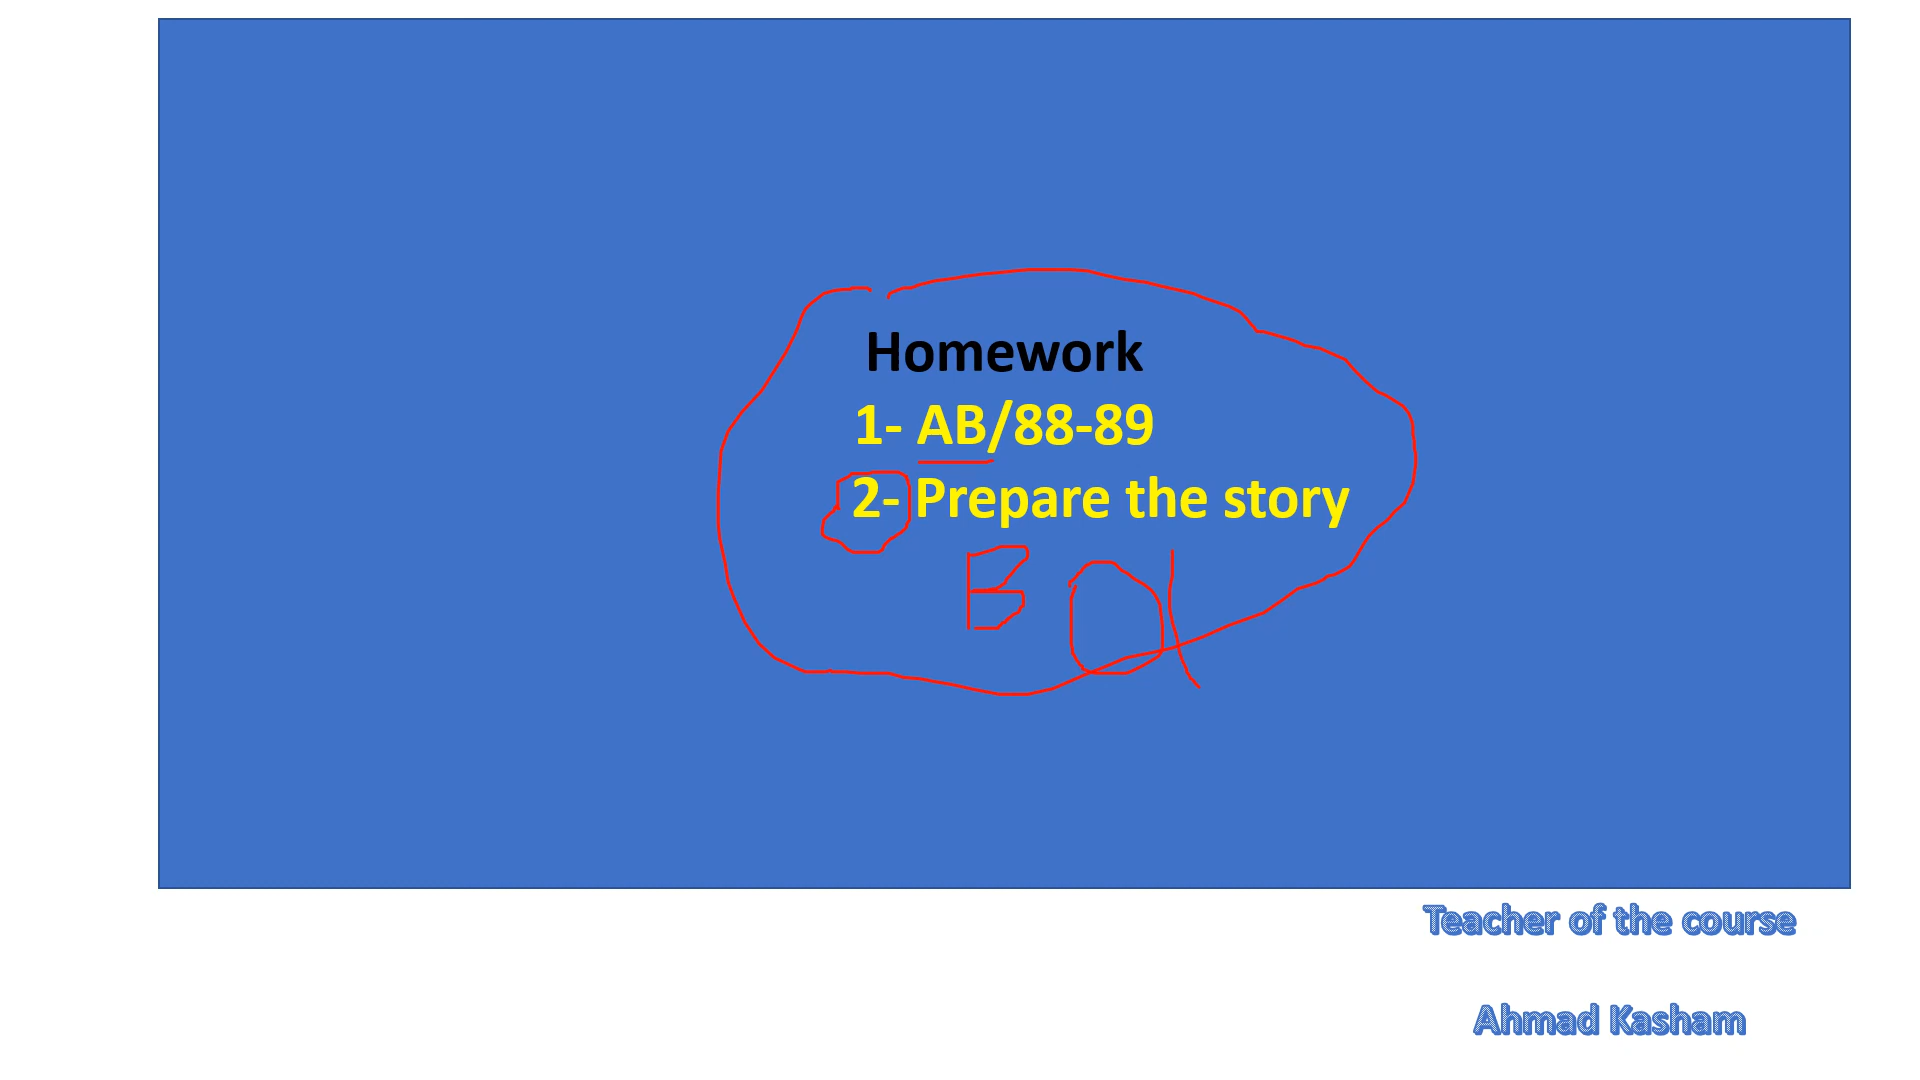 Homework
1- AB/88-89
2- Prepare the story
B
Teacher of the course
Ahmad Kasham